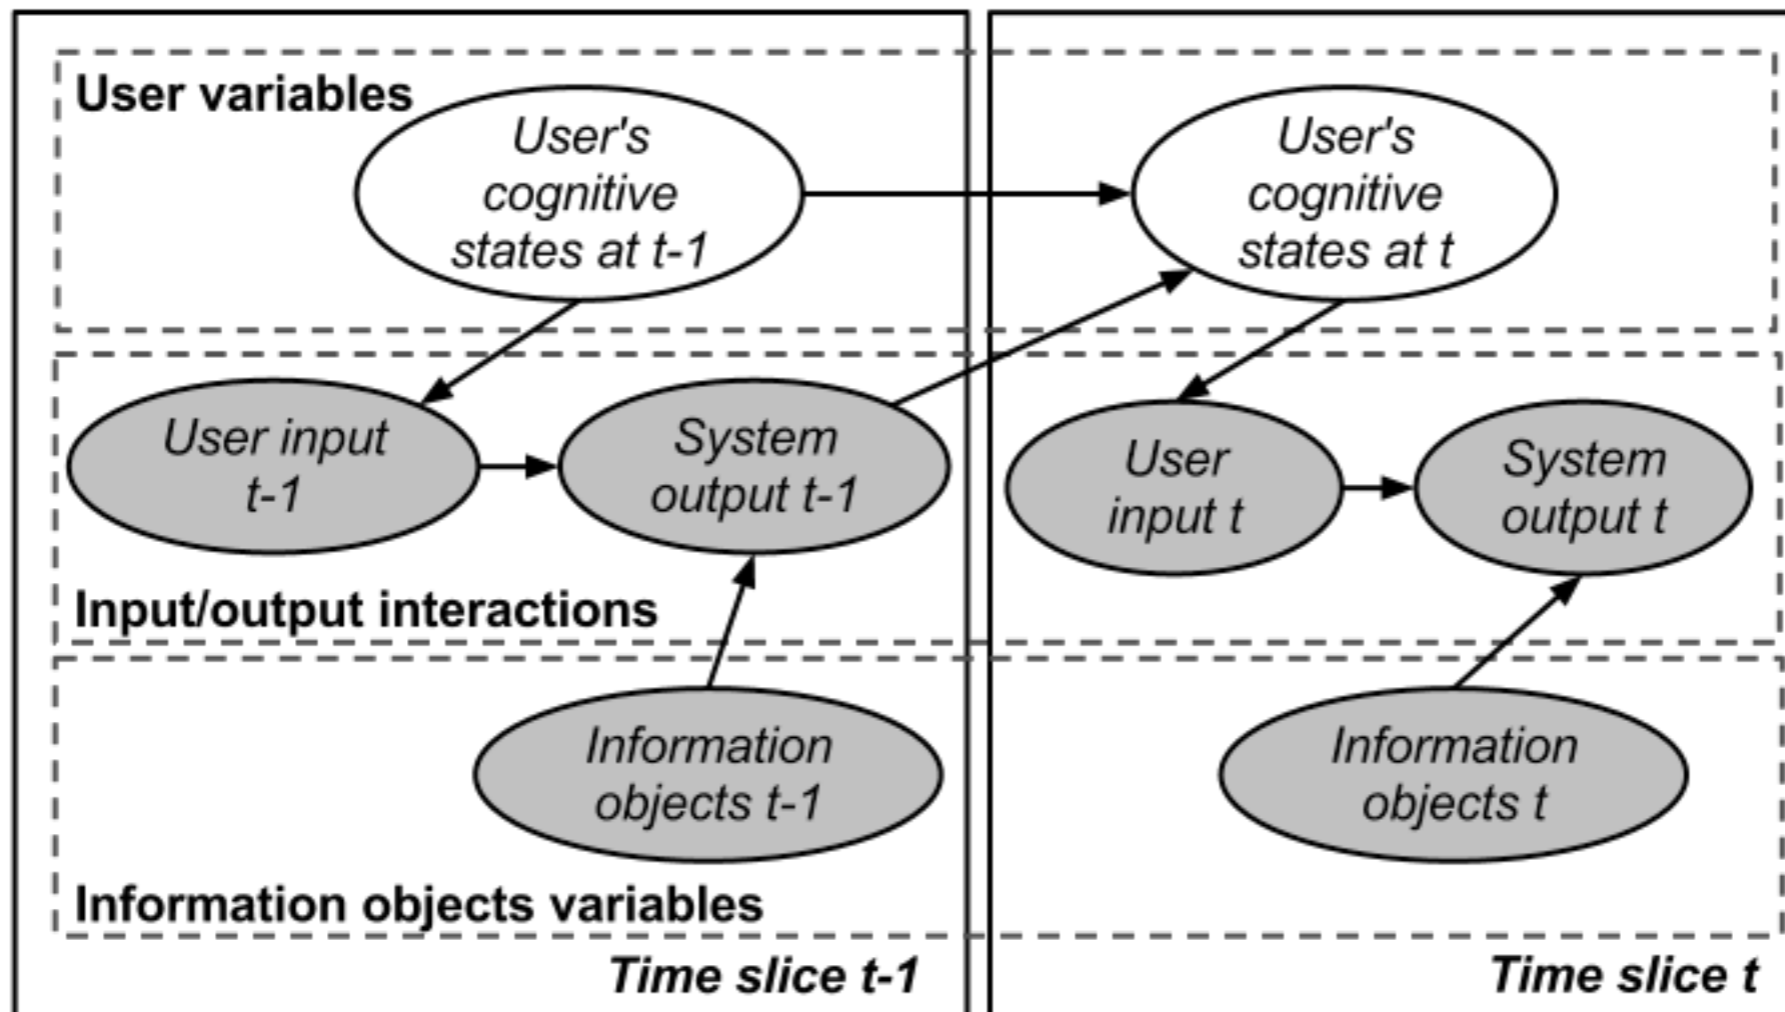 User variables
User's
cognitive
states at t-1
User's
cognitive
states at t
User input
t-1
System
output t-1
User
input t
System
output t
Input/output interactions
Information
objects t-1
Information
objects t
Information objects variables
Time slice t-1
Time slice t